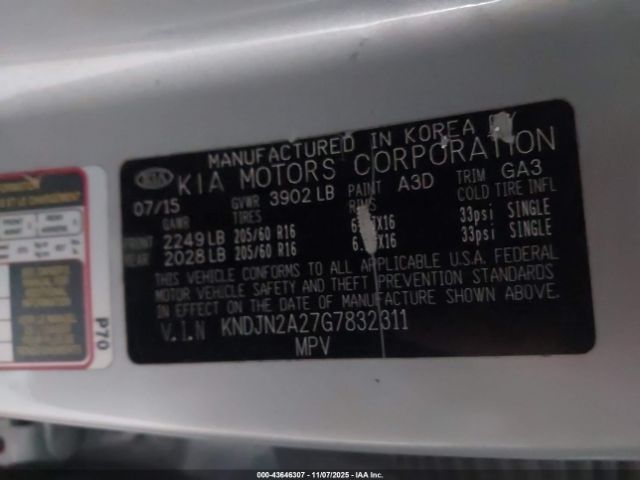 MANUFACTURED IN KOREA BY
KIA KIA MOTORS CORPORATION
07/15 GVWR 3902 LB PAINT A3D TRIM GA3
GAWR TIRES RIMS COLD TIRE INFL
FRONT 2249 LB 205/60 R16 33psi SINGLE
REAR 2028 LB 205/60 R16 33psi SINGLE
THIS VEHICLE CONFORMS TO ALL APPLICABLE U.S.A. FEDERAL
MOTOR VEHICLE SAFETY AND THEFT PREVENTION STANDARDS
IN EFFECT ON THE DATE OF MANUFACTURE SHOWN ABOVE.
V.I.N KNDJN2A27G7832311
MPV
P70
000-43646307 - 11/07/2025 - IAA Inc.